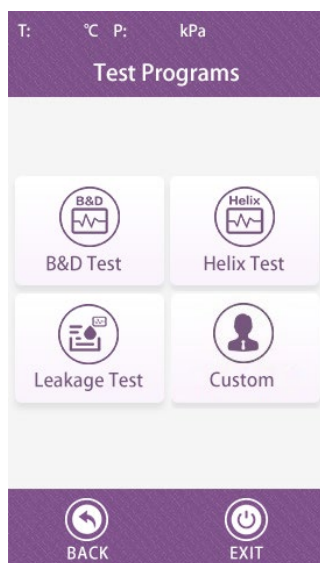 T: °C P: kPa
Test Programs
B&D
B&D Test
Helix
Helix Test
Leakage Test
Custom
BACK
EXIT